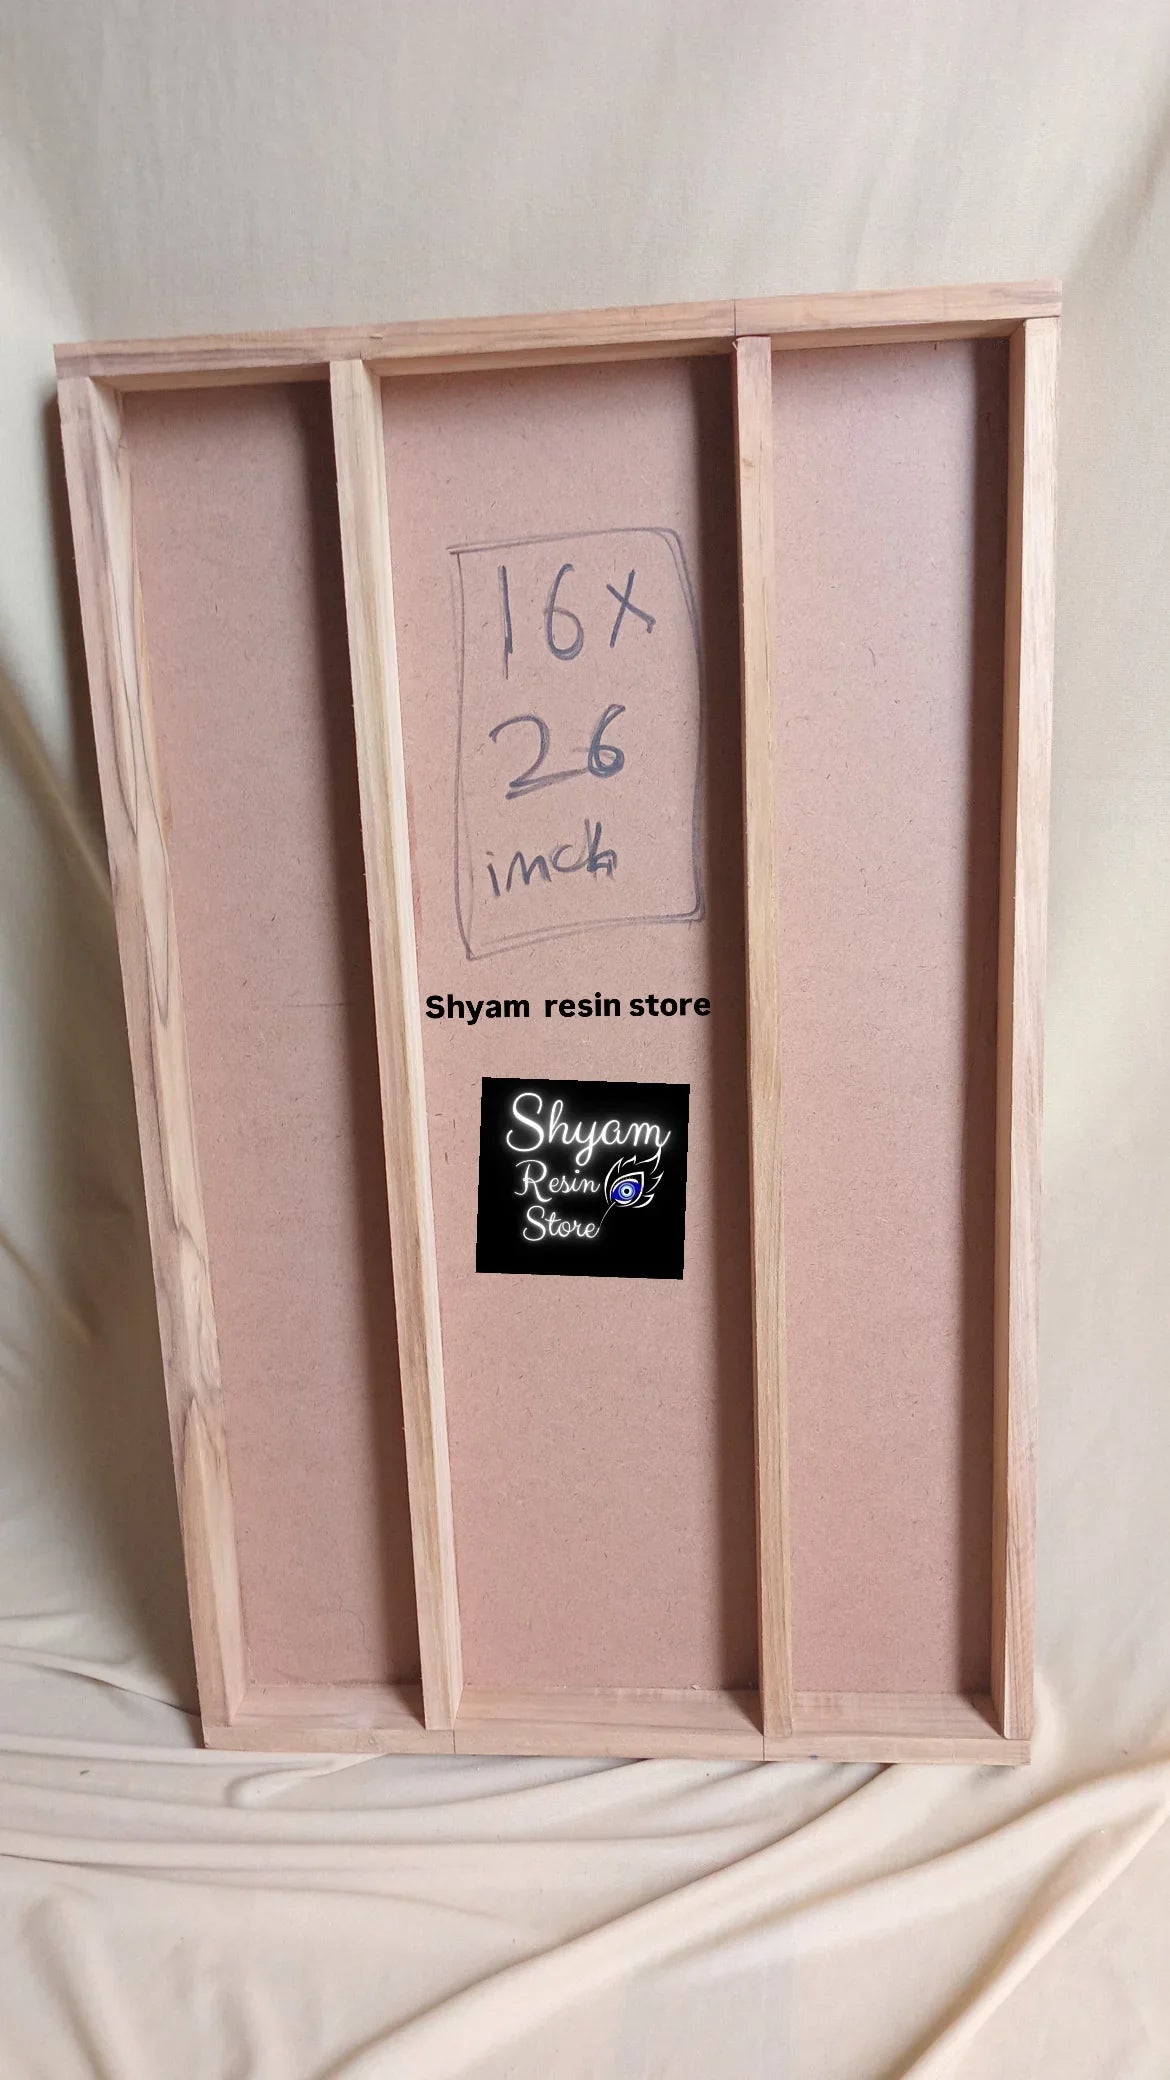 16x
26
inch
Shyam resin store
Shyam
Resin
Store